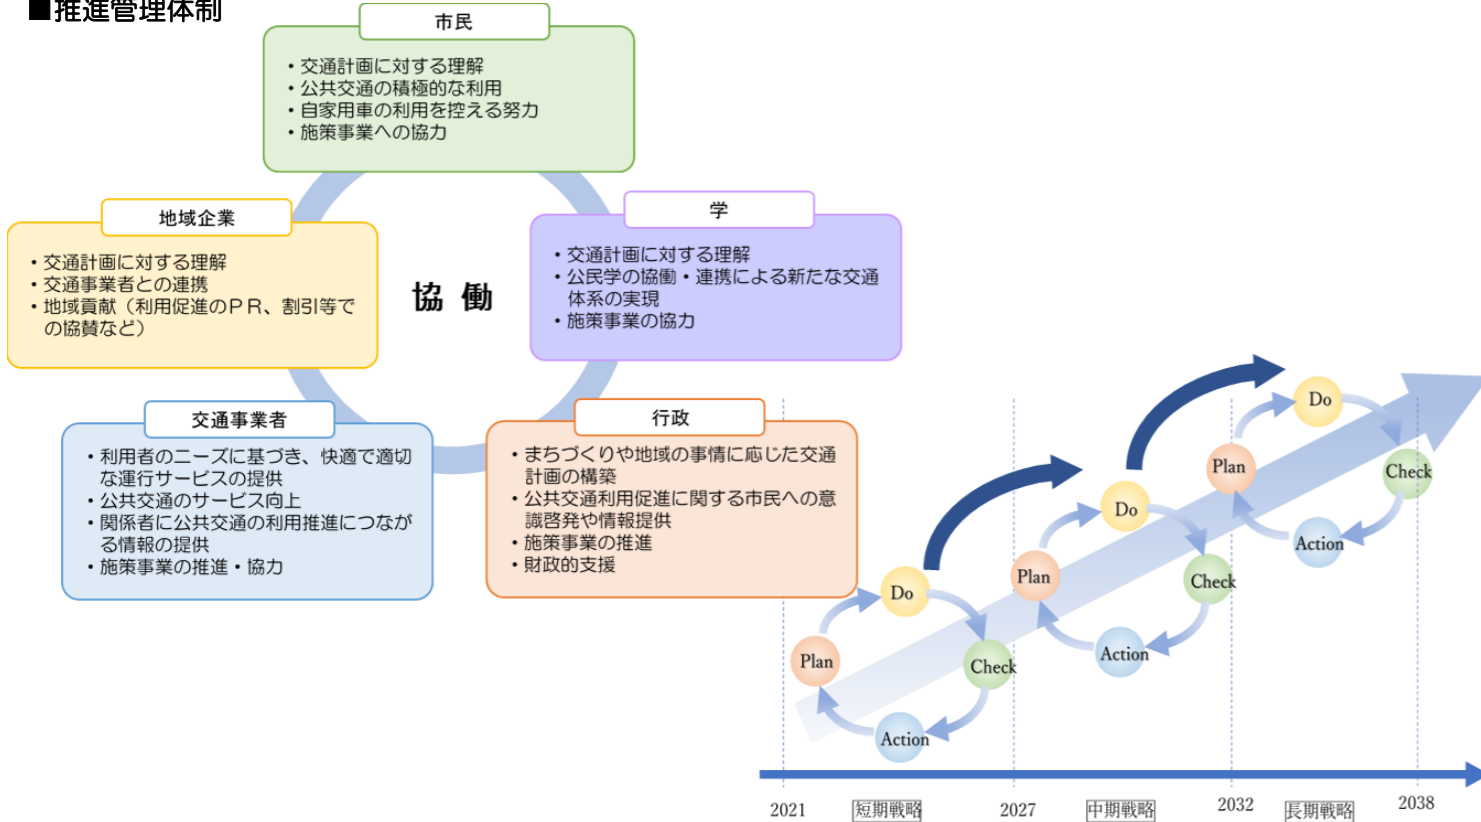 ■推進管理体制
市民
・交通計画に対する理解
・公共交通の積極的な利用
・自家用車の利用を控える努力
・施策事業への協力
地域企業
・交通計画に対する理解
・交通事業者との連携
・地域貢献（利用促進のＰＲ、割引等で
の協賛など）
協 働
学
・交通計画に対する理解
・公民学の協働・連携による新たな交通
体系の実現
・施策事業の協力
交通事業者
・利用者のニーズに基づき、快適で適切
な運行サービスの提供
・公共交通のサービス向上
・関係者に公共交通の利用推進につなが
る情報の提供
・施策事業の推進・協力
行政
・まちづくりや地域の事情に応じた交通
計画の構築
・公共交通利用促進に関する市民への意
識啓発や情報提供
・施策事業の推進
・財政的支援
Plan
Do
Check
Action
Plan
Do
Check
Action
Plan
Do
Check
Action
2021
短期戦略
2027
中期戦略
2032
長期戦略
2038